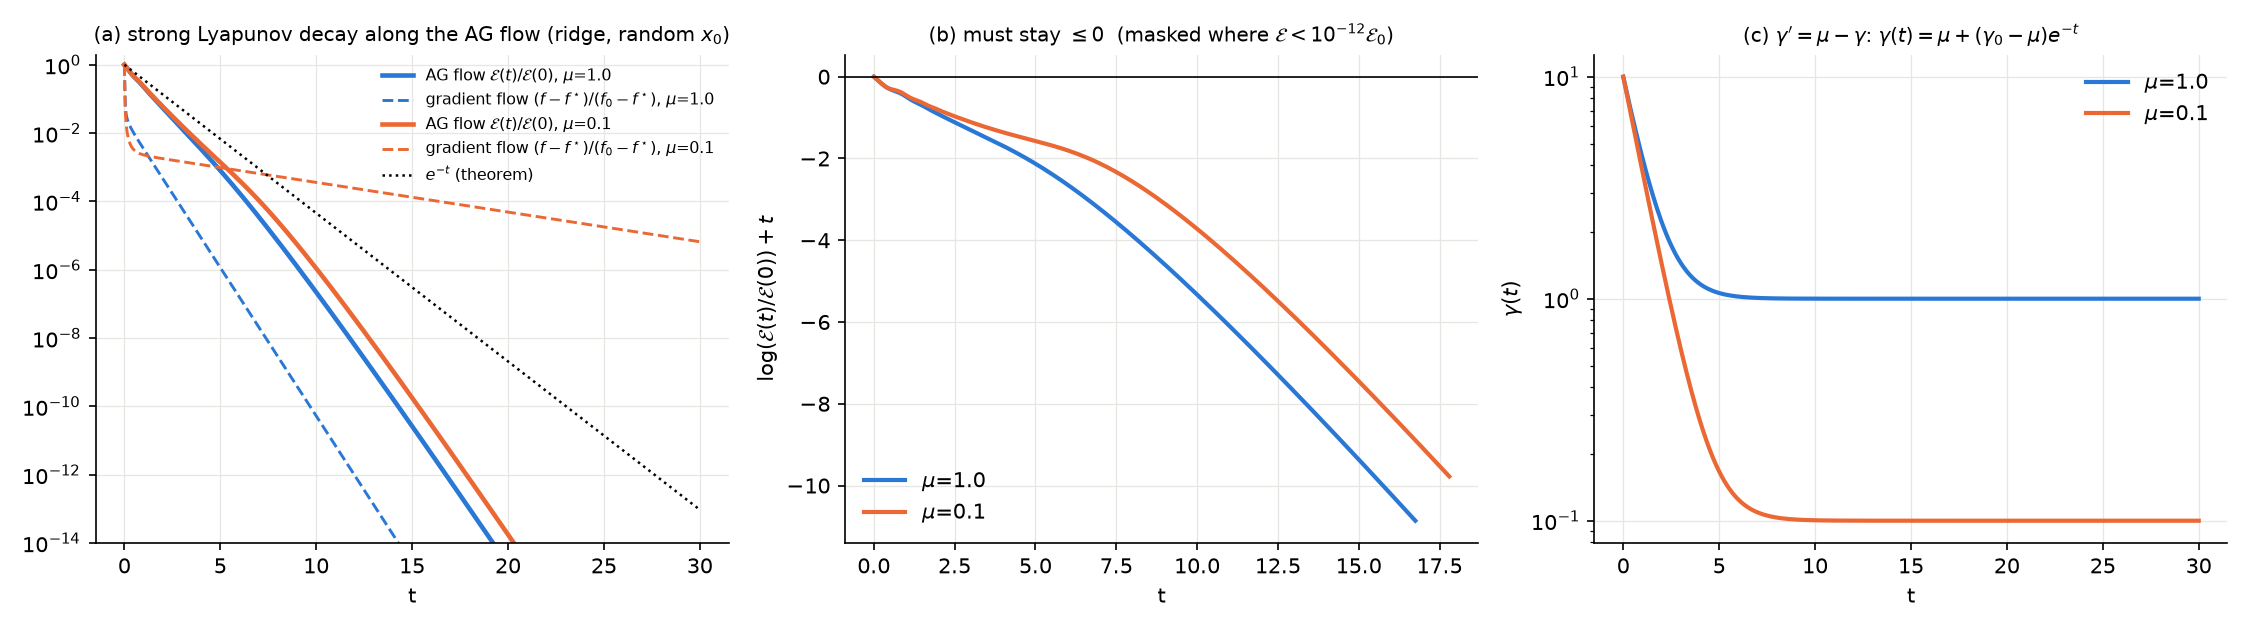 (a) strong Lyapunov decay along the AG flow (ridge, random x₀)
10⁰
10⁻²
10⁻⁴
10⁻⁶
10⁻⁸
10⁻¹⁰
10⁻¹²
10⁻¹⁴
0 5 10 15 20 25 30
t
AG flow ℰ(t)/ℰ(0), μ=1.0
gradient flow (f − f⋆)/(f₀ − f⋆), μ=1.0
AG flow ℰ(t)/ℰ(0), μ=0.1
gradient flow (f − f⋆)/(f₀ − f⋆), μ=0.1
e⁻ᵗ (theorem)
(b) must stay ≤0 (masked where ℰ < 10⁻¹²ℰ₀)
log(ℰ(t)/ℰ(0)) + t
0
−2
−4
−6
−8
−10
0.0 2.5 5.0 7.5 10.0 12.5 15.0 17.5
t
μ=1.0
μ=0.1
(c) γ′ = μ − γ: γ(t) = μ + (γ₀ − μ)e⁻ᵗ
γ(t)
10¹
10⁰
10⁻¹
0 5 10 15 20 25 30
t
μ=1.0
μ=0.1